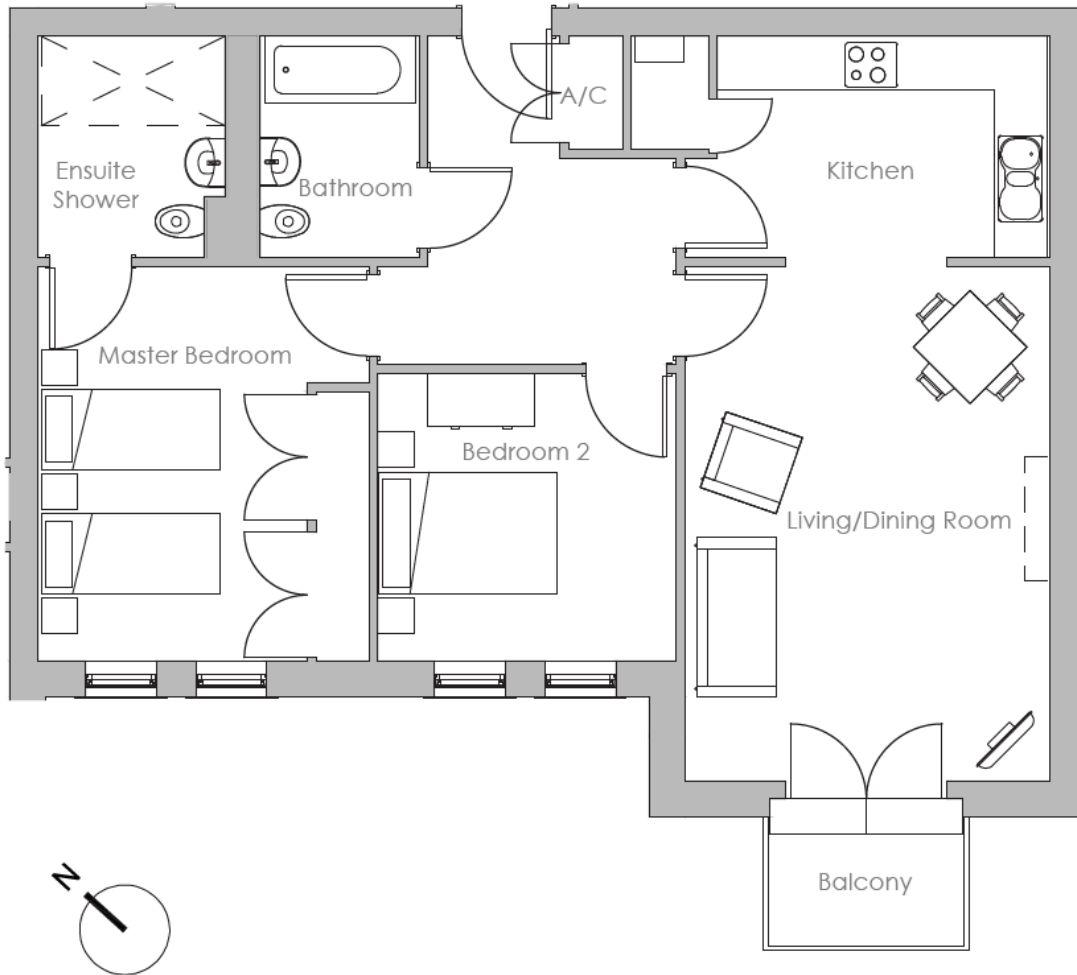 A/C
Ensuite
Shower
Bathroom
Kitchen
Master Bedroom
Bedroom 2
Living/Dining Room
Balcony
N